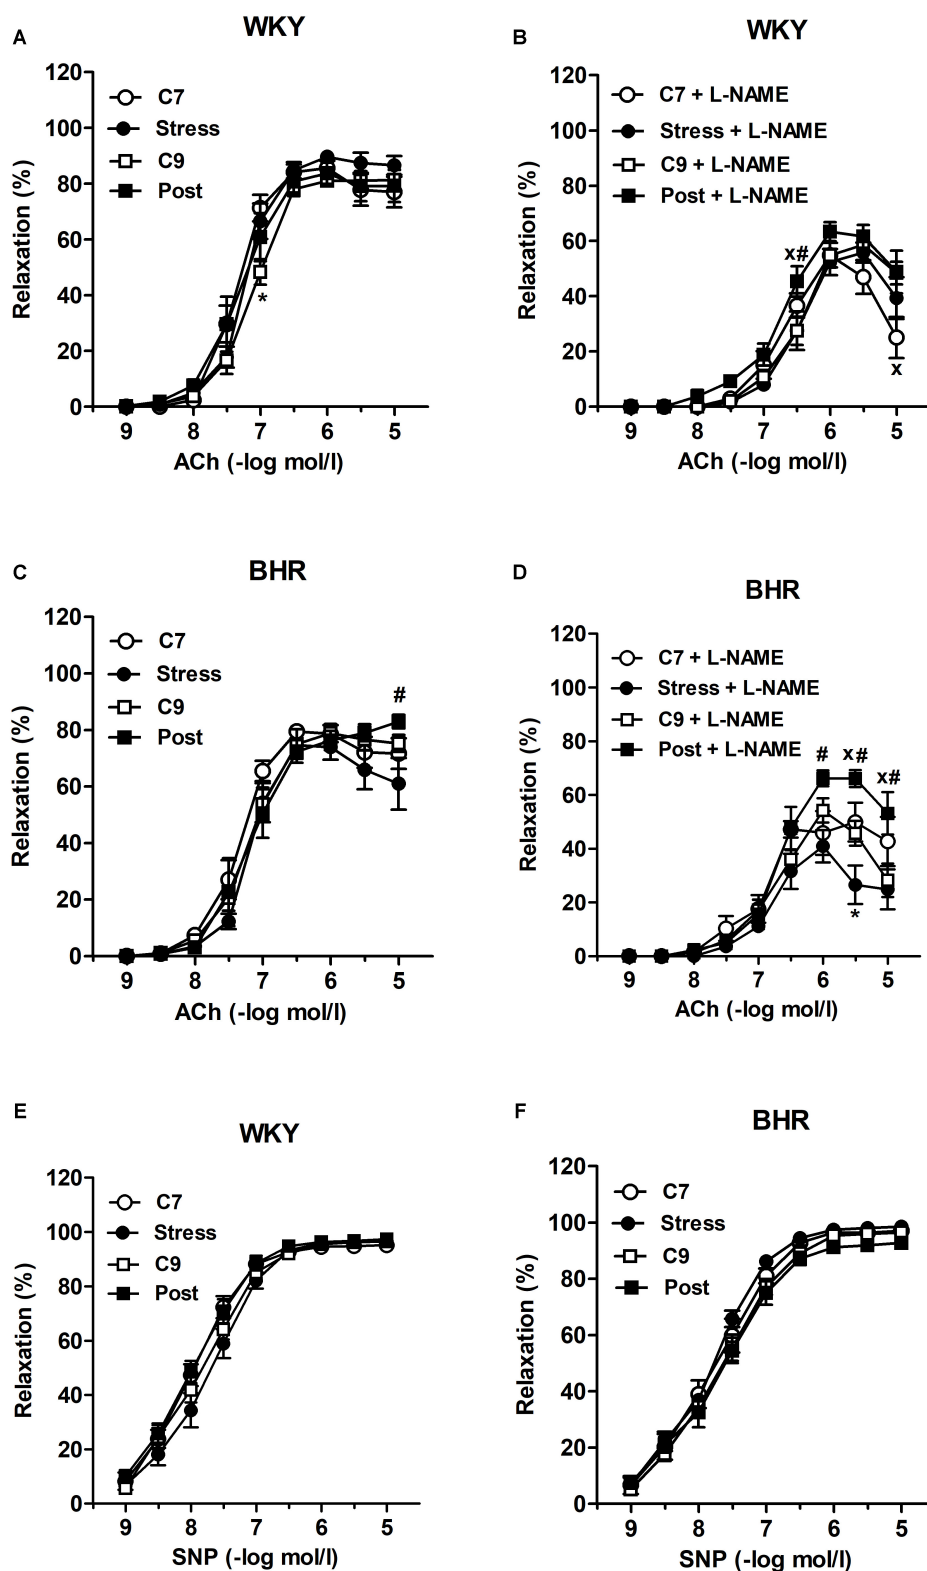 A
WKY
120
100
80
60
40
20
0
Relaxation (%)
C7
Stress
C9
Post
*
9 8 7 6 5
ACh (-log mol/l)
B
WKY
120
100
80
60
40
20
0
Relaxation (%)
C7 + L-NAME
Stress + L-NAME
C9 + L-NAME
Post + L-NAME
x#
x
9 8 7 6 5
ACh (-log mol/l)
C
BHR
120
100
80
60
40
20
0
Relaxation (%)
C7
Stress
C9
Post
#
9 8 7 6 5
ACh (-log mol/l)
D
BHR
120
100
80
60
40
20
0
Relaxation (%)
C7 + L-NAME
Stress + L-NAME
C9 + L-NAME
Post + L-NAME
# x# x#
*
9 8 7 6 5
ACh (-log mol/l)
E
WKY
120
100
80
60
40
20
0
Relaxation (%)
C7
Stress
C9
Post
9 8 7 6 5
SNP (-log mol/l)
F
BHR
120
100
80
60
40
20
0
Relaxation (%)
C7
Stress
C9
Post
9 8 7 6 5
SNP (-log mol/l)